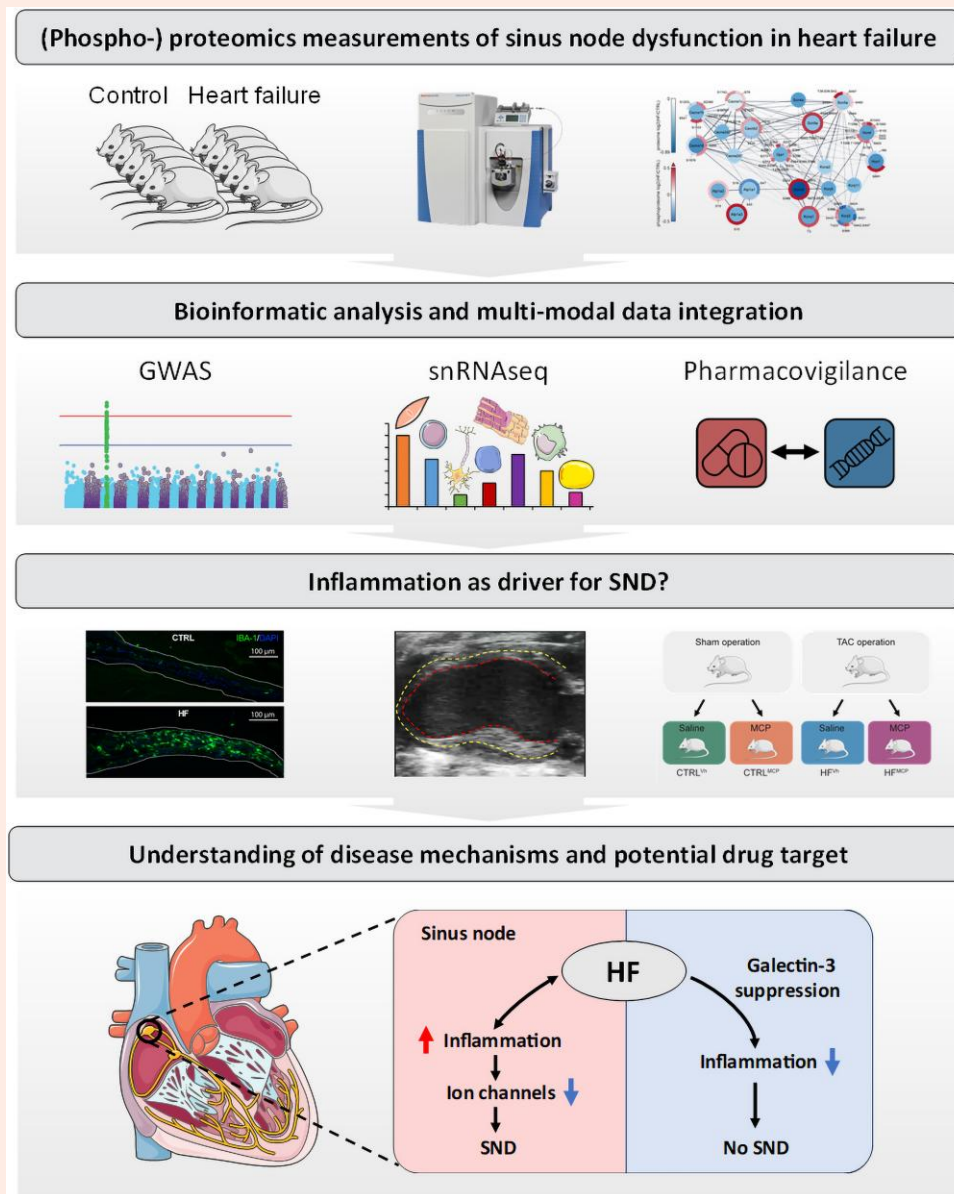 (Phospho-) proteomics measurements of sinus node dysfunction in heart failure
Control Heart failure
Bioinformatic analysis and multi-modal data integration
GWAS snRNAseq Pharmacovigilance
Inflammation as driver for SND?
CTRL IBA-1/DAPI
100 µm
HF 100 µm
Sham operation TAC operation
Saline MCP Saline MCP
CTRLVh CTRLMCP HFVh HFMCP
Understanding of disease mechanisms and potential drug target
Sinus node
HF
Galectin-3
suppression
Inflammation
Inflammation
Ion channels
SND No SND